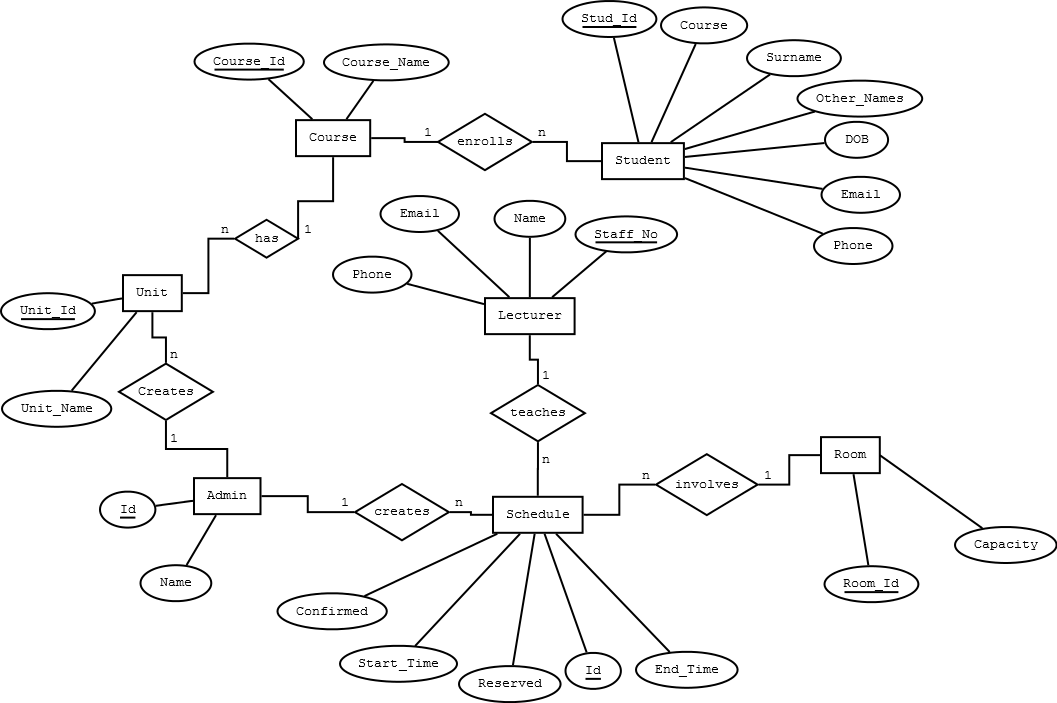 Stud_Id
Course
Course_Id
Course_Name
Surname
Other_Names
Course
1
enrolls
n
Student
DOB
Email
Phone
Email
Name
Staff_No
n
has
1
Phone
Unit
Unit_Id
Lecturer
n
1
Creates
Unit_Name
teaches
1
n
Room
Admin
1
creates
n
Schedule
n
involves
1
Id
Name
Capacity
Room_Id
Confirmed
Start_Time
Reserved
Id
End_Time